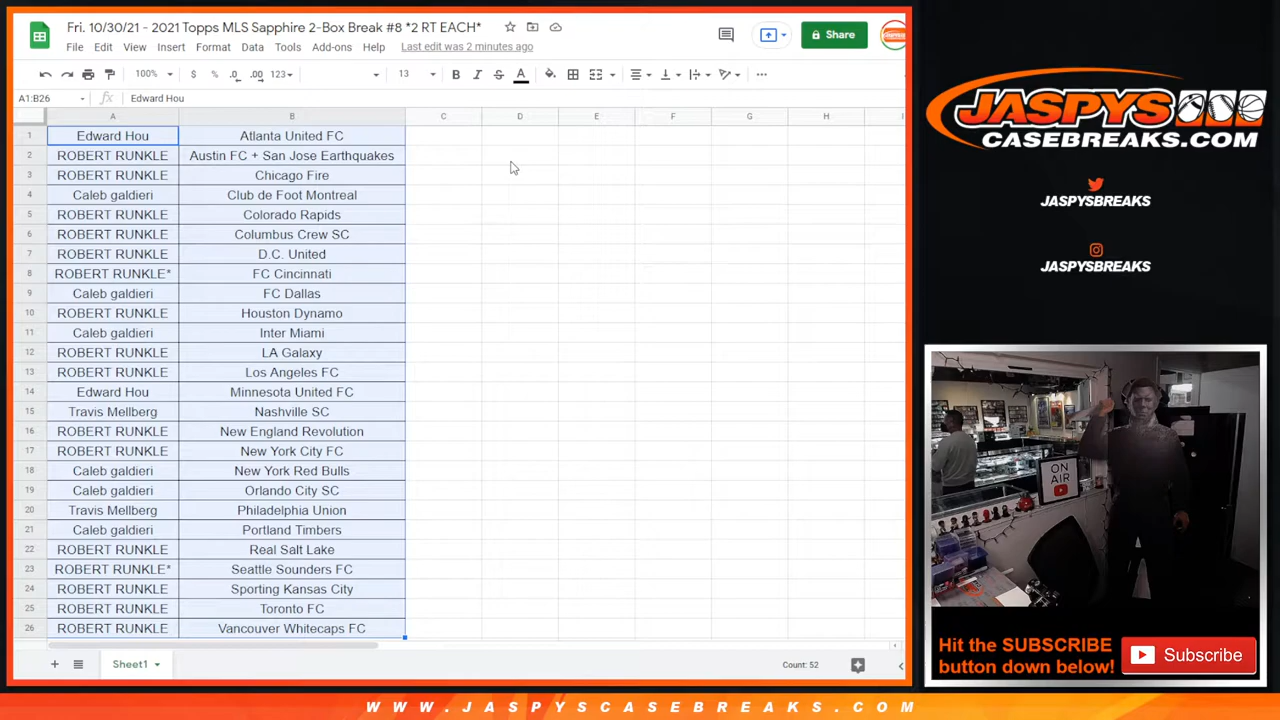 Fri. 10/30/21 - 2021 Topps MLS Sapphire 2-Box Break #8 *2 RT EACH*
File Edit View Insert Format Data Tools Add-ons Help Last edit was 2 minutes ago
Share
100% $ % .0 .00 123 13 B I S A
A1:B26 fx Edward Hou
A B C D E F G H I
1 Edward Hou Atlanta United FC
2 ROBERT RUNKLE Austin FC + San Jose Earthquakes
3 ROBERT RUNKLE Chicago Fire
4 Caleb galdieri Club de Foot Montreal
5 ROBERT RUNKLE Colorado Rapids
6 ROBERT RUNKLE Columbus Crew SC
7 ROBERT RUNKLE D.C. United
8 ROBERT RUNKLE* FC Cincinnati
9 Caleb galdieri FC Dallas
10 ROBERT RUNKLE Houston Dynamo
11 Caleb galdieri Inter Miami
12 ROBERT RUNKLE LA Galaxy
13 ROBERT RUNKLE Los Angeles FC
14 Edward Hou Minnesota United FC
15 Travis Mellberg Nashville SC
16 ROBERT RUNKLE New England Revolution
17 ROBERT RUNKLE New York City FC
18 Caleb galdieri New York Red Bulls
19 Caleb galdieri Orlando City SC
20 Travis Mellberg Philadelphia Union
21 Caleb galdieri Portland Timbers
22 ROBERT RUNKLE Real Salt Lake
23 ROBERT RUNKLE* Seattle Sounders FC
24 ROBERT RUNKLE Sporting Kansas City
25 ROBERT RUNKLE Toronto FC
26 ROBERT RUNKLE Vancouver Whitecaps FC
Sheet1
Count: 52
JASPYS
CASEBREAKS.COM
JASPYSBREAKS
JASPYSBREAKS
ON
AIR
Hit the SUBSCRIBE
button down below!
Subscribe
WWW.JASPYSCASEBREAKS.COM